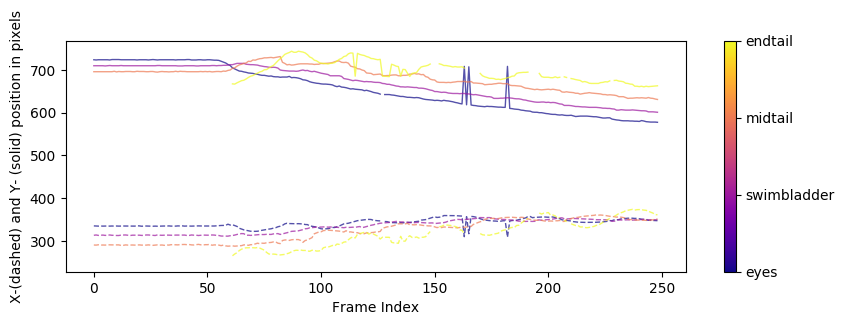 X-(dashed) and Y- (solid) position in pixels
700
600
500
400
300
0
50
100
150
200
250
Frame Index
endtail
midtail
swimbladder
eyes